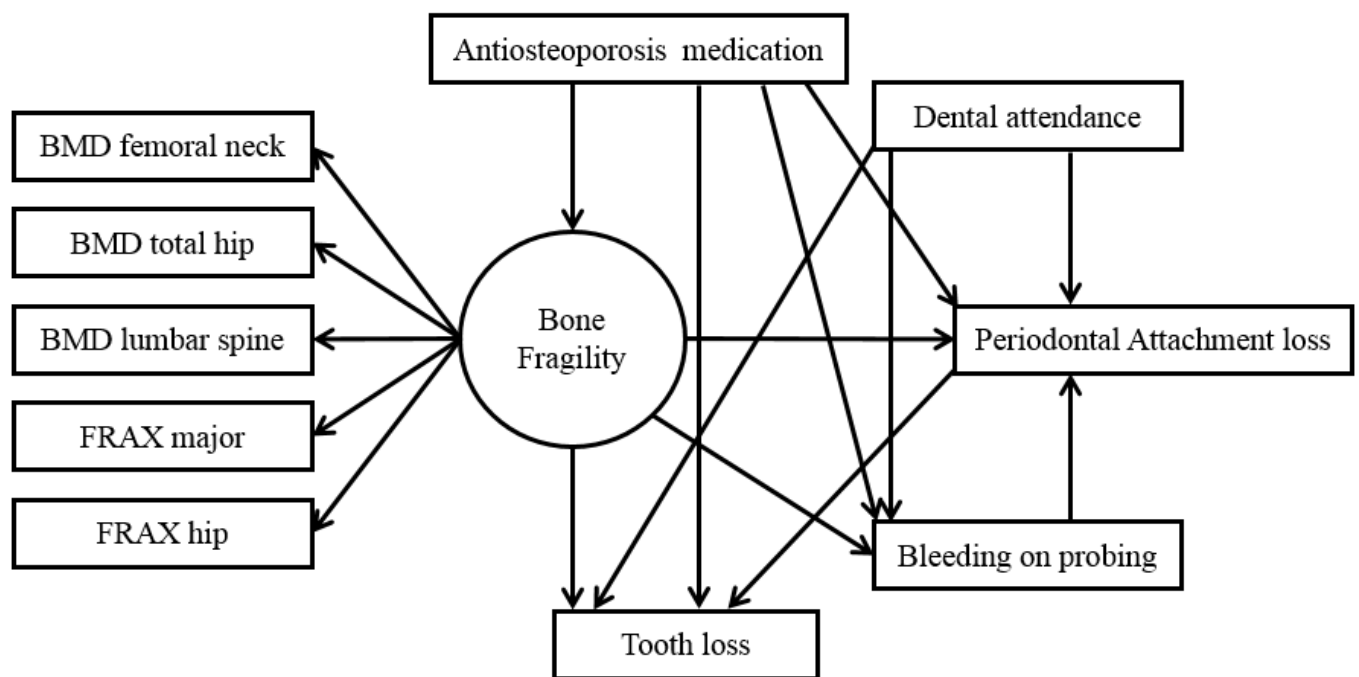 Antiosteoporosis medication
Dental attendance
BMD femoral neck
BMD total hip
BMD lumbar spine
FRAX major
FRAX hip
Bone
Fragility
Periodontal Attachment loss
Bleeding on probing
Tooth loss